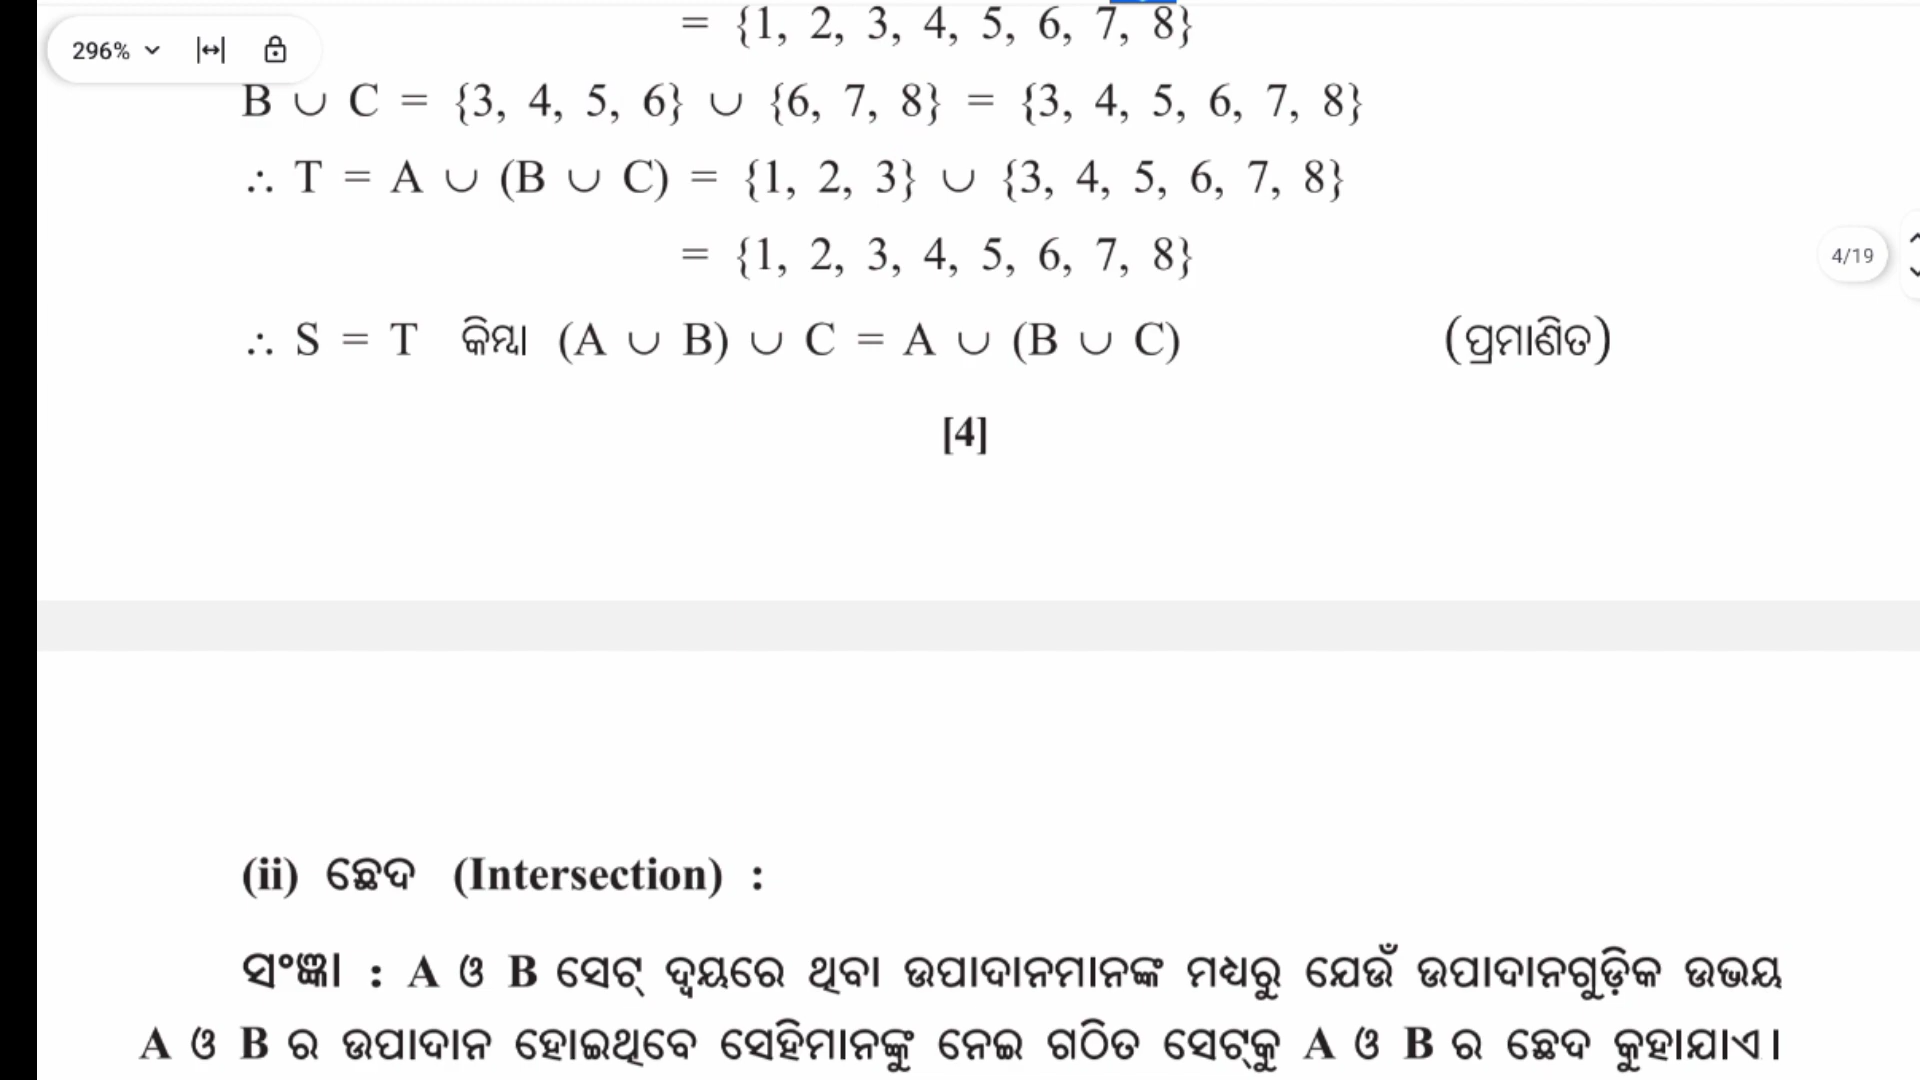 = {1, 2, 3, 4, 5, 6, 7, 8}
296%
B ∪ C = {3, 4, 5, 6} ∪ {6, 7, 8} = {3, 4, 5, 6, 7, 8}
∴ T = A ∪ (B ∪ C) = {1, 2, 3} ∪ {3, 4, 5, 6, 7, 8}
= {1, 2, 3, 4, 5, 6, 7, 8}
4/19
∴ S = T କିମ୍ବା (A ∪ B) ∪ C = A ∪ (B ∪ C) (ପ୍ରମାଣିତ)
[4]
(ii) ଛେଦ (Intersection) :
ସଂଜ୍ଞା : A ଓ B ସେଟ୍ ଦ୍ୱୟରେ ଥିବା ଉପାଦାନମାନଙ୍କ ମଧ୍ୟରୁ ଯେଉଁ ଉପାଦାନଗୁଡ଼ିକ ଉଭୟ
A ଓ B ର ଉପାଦାନ ହୋଇଥିବେ ସେହିମାନଙ୍କୁ ନେଇ ଗଠିତ ସେଟ୍‌କୁ A ଓ B ର ଛେଦ କୁହାଯାଏ।